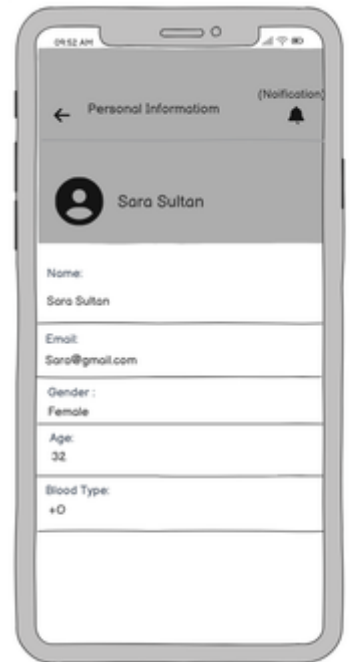 09:52 AM
(Noification)
Personal Informatiom
Sara Sultan
Name:
Sara Sultan
Email:
Sara@gmail.com
Gender :
Female
Age:
32
Blood Type:
+O